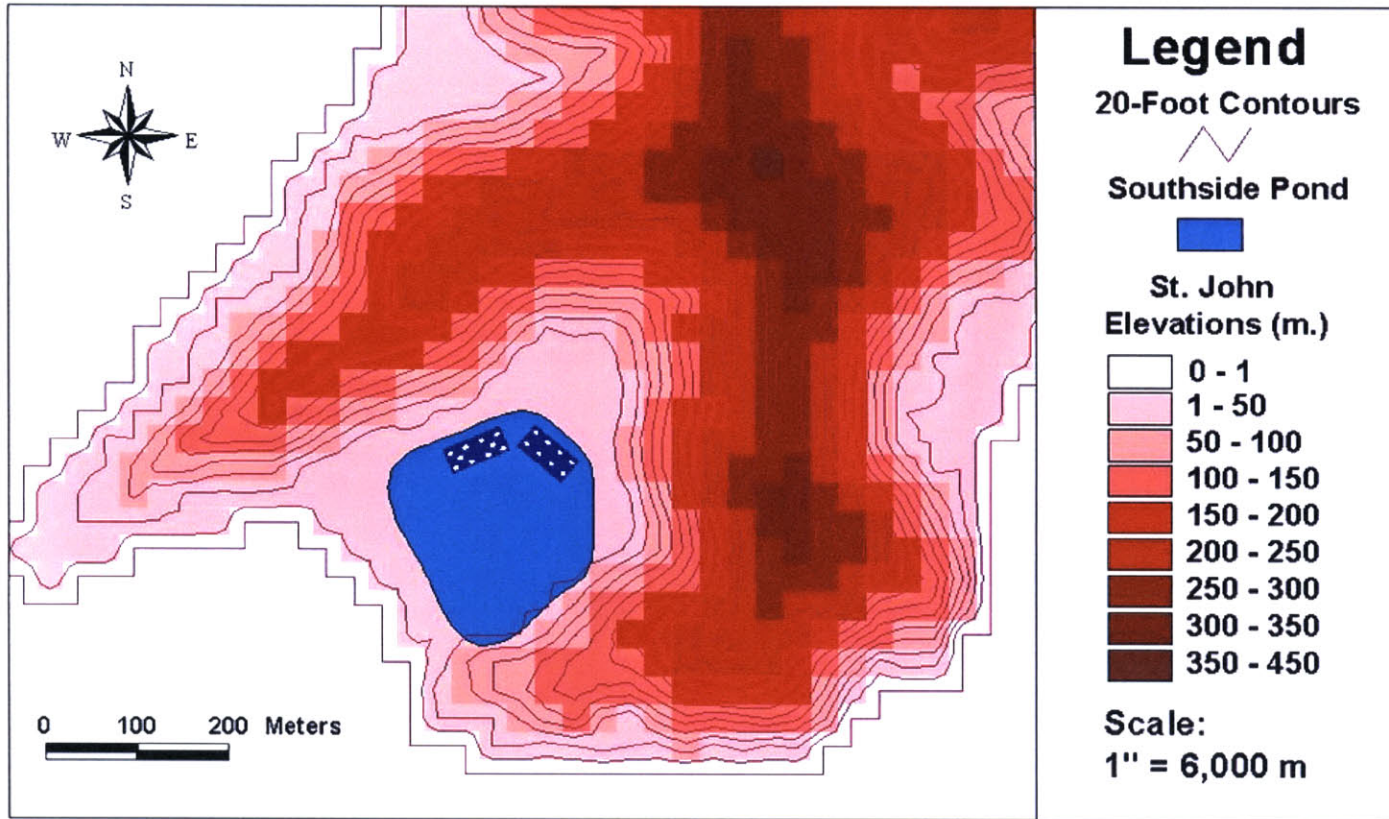 N
W E
S
0 100 200 Meters
Legend
20-Foot Contours
Southside Pond
St. John
Elevations (m.)
0 - 1
1 - 50
50 - 100
100 - 150
150 - 200
200 - 250
250 - 300
300 - 350
350 - 450
Scale:
1" = 6,000 m